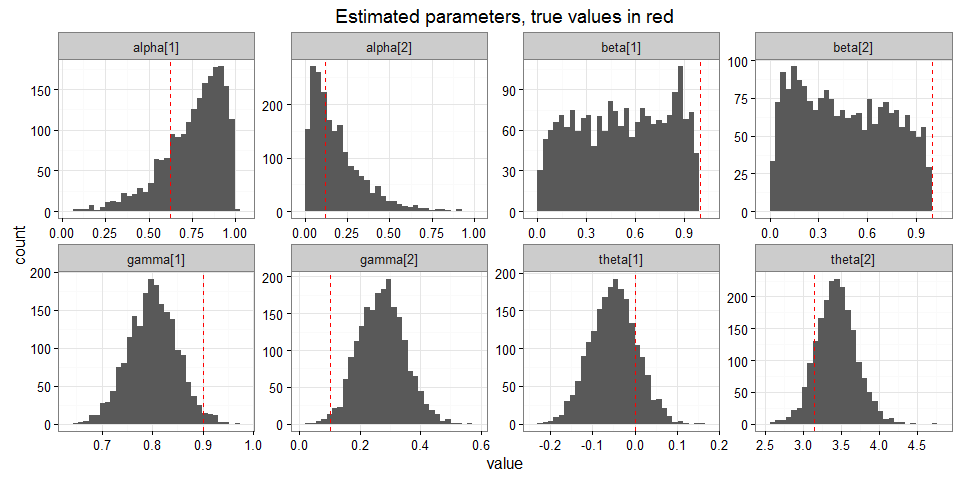 Estimated parameters, true values in red
alpha[1] alpha[2] beta[1] beta[2]
150 100 50 0
200 100 0
90 60 30 0
100 75 50 25 0
0.00 0.25 0.50 0.75 1.00
0.00 0.25 0.50 0.75 1.00
0.0 0.3 0.6 0.9
0.0 0.3 0.6 0.9
count
gamma[1] gamma[2] theta[1] theta[2]
200 150 100 50 0
200 150 100 50 0
200 150 100 50 0
200 150 100 50 0
0.7 0.8 0.9 1.0
0.0 0.2 0.4 0.6
-0.2 -0.1 0.0 0.1 0.2
2.5 3.0 3.5 4.0 4.5
value